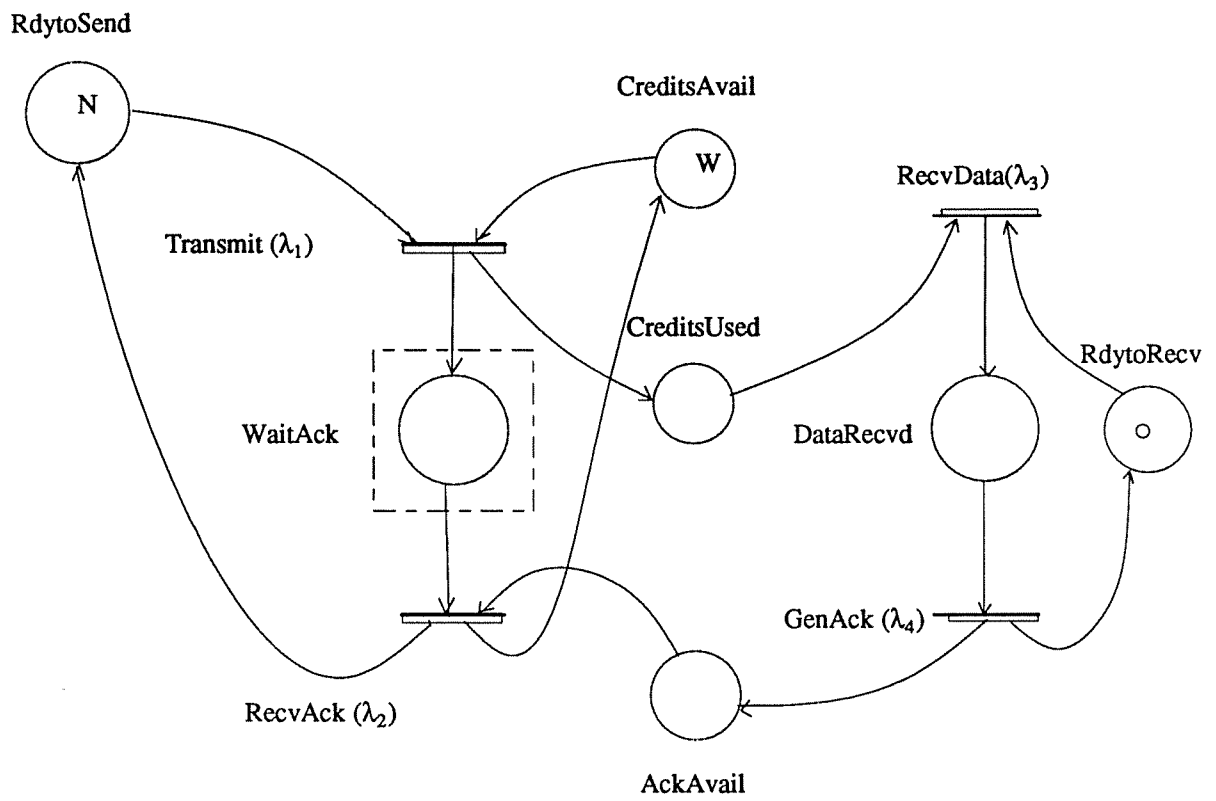 RdytoSend
N
CreditsAvail
W
RecvData(λ₃)
Transmit (λ₁)
CreditsUsed
RdytoRecv
WaitAck
DataRecvd
GenAck (λ₄)
RecvAck (λ₂)
AckAvail